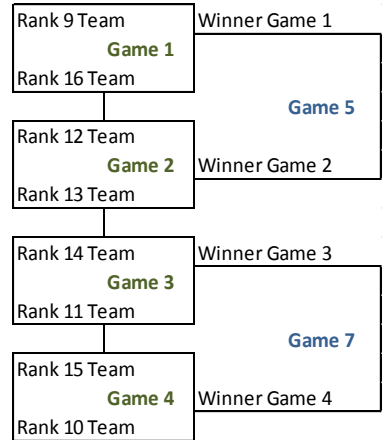 Rank 9 Team
Winner Game 1
Game 1
Rank 16 Team
Game 5
Rank 12 Team
Game 2
Winner Game 2
Rank 13 Team
Rank 14 Team
Winner Game 3
Game 3
Rank 11 Team
Game 7
Rank 15 Team
Game 4
Winner Game 4
Rank 10 Team